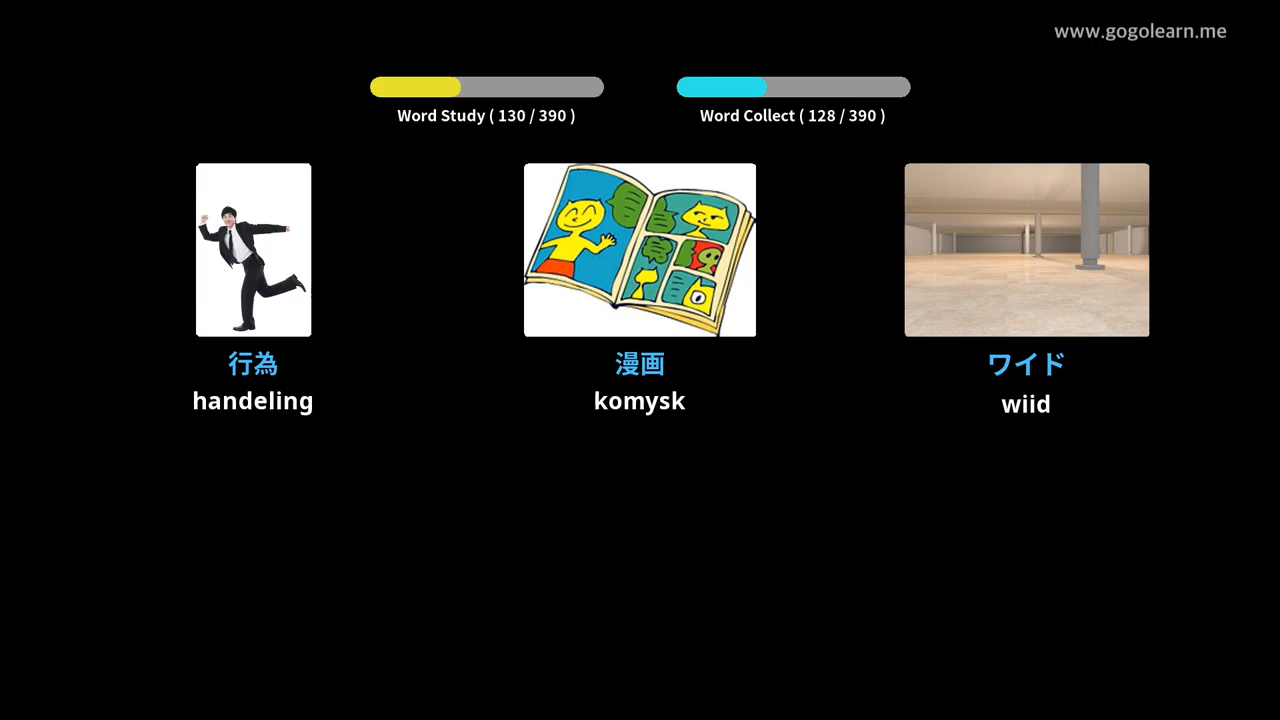 www.gogolearn.me
Word Study ( 130 / 390 )
Word Collect ( 128 / 390 )
行為
handeling
漫画
komysk
ワイド
wiid